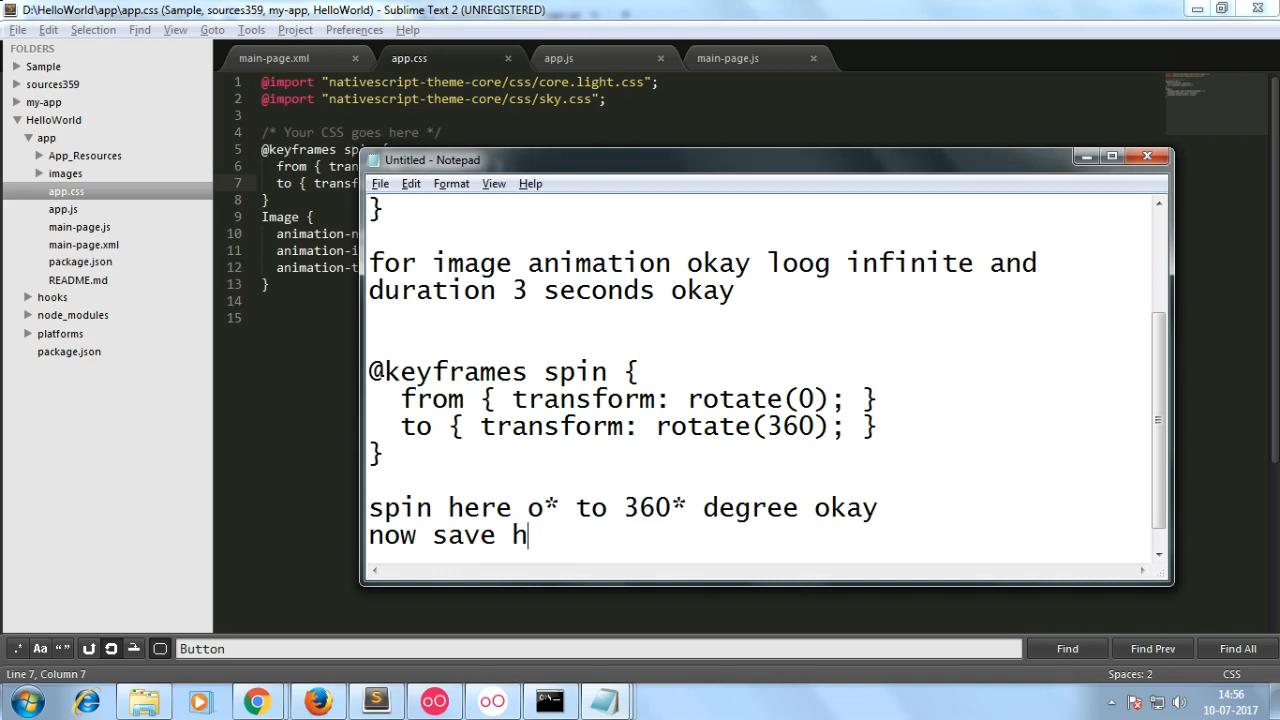 D:\HelloWorld\app\app.css (Sample, sources359, my-app, HelloWorld) - Sublime Text 2 (UNREGISTERED)
File Edit Selection Find View Goto Tools Project Preferences Help
FOLDERS
Sample
sources359
my-app
HelloWorld
app
App_Resources
images
app.css
app.js
main-page.js
main-page.xml
package.json
README.md
hooks
node_modules
platforms
package.json
main-page.xml app.css app.js main-page.js
1 @import "nativescript-theme-core/css/core.light.css";
2 @import "nativescript-theme-core/css/sky.css";
3
4 /* Your CSS goes here */
5 @keyframes spin {
6 from { tran
7 to { transf
8 }
9 Image {
10 animation-n
11 animation-i
12 animation-t
13 }
14
15
Untitled - Notepad
File Edit Format View Help
}
for image animation okay loog infinite and
duration 3 seconds okay
@keyframes spin {
from { transform: rotate(0); }
to { transform: rotate(360); }
}
spin here o* to 360* degree okay
now save h
.* Aa “ ” Button Find Find Prev Find All
Line 7, Column 7 Spaces: 2 CSS
14:56
10-07-2017